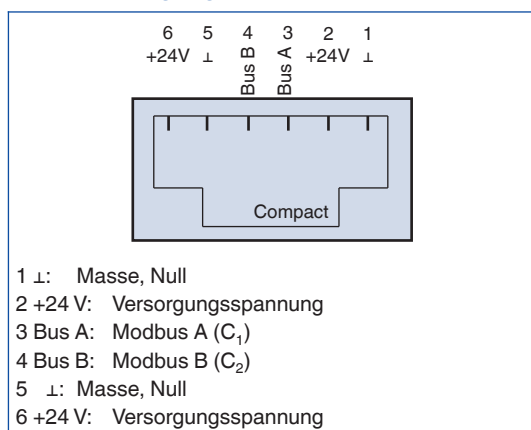 6 5 4 3 2 1
+24V ⊥ Bus B Bus A +24V ⊥
Compact
1 ⊥: Masse, Null
2 +24 V: Versorgungsspannung
3 Bus A: Modbus A (C₁)
4 Bus B: Modbus B (C₂)
5 ⊥: Masse, Null
6 +24 V: Versorgungsspannung